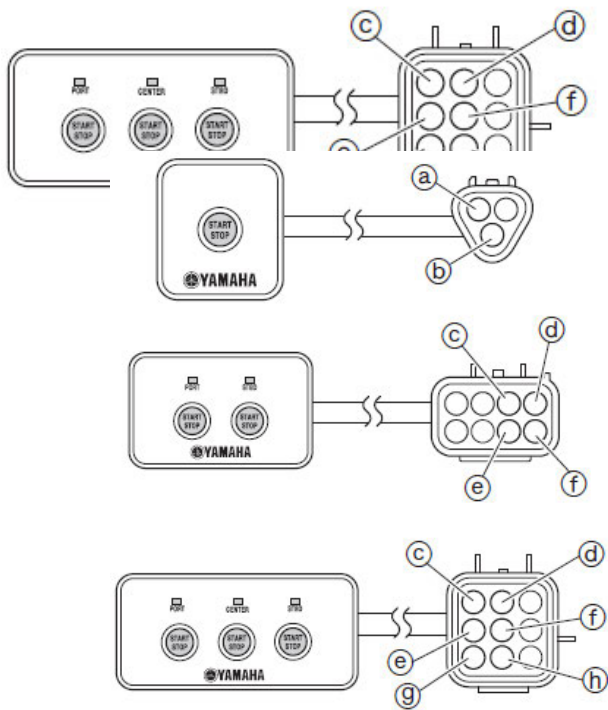 ⓒ ⓓ
PORT CENTER STBD
START STOP START STOP START STOP
ⓕ
ⓐ
START STOP
ⓑ
YAMAHA
ⓒ ⓓ
PORT STBD
START STOP START STOP
YAMAHA
ⓔ ⓕ
ⓒ ⓓ
PORT CENTER STBD
ⓕ
START STOP START STOP START STOP
ⓔ
YAMAHA
ⓖ ⓗ